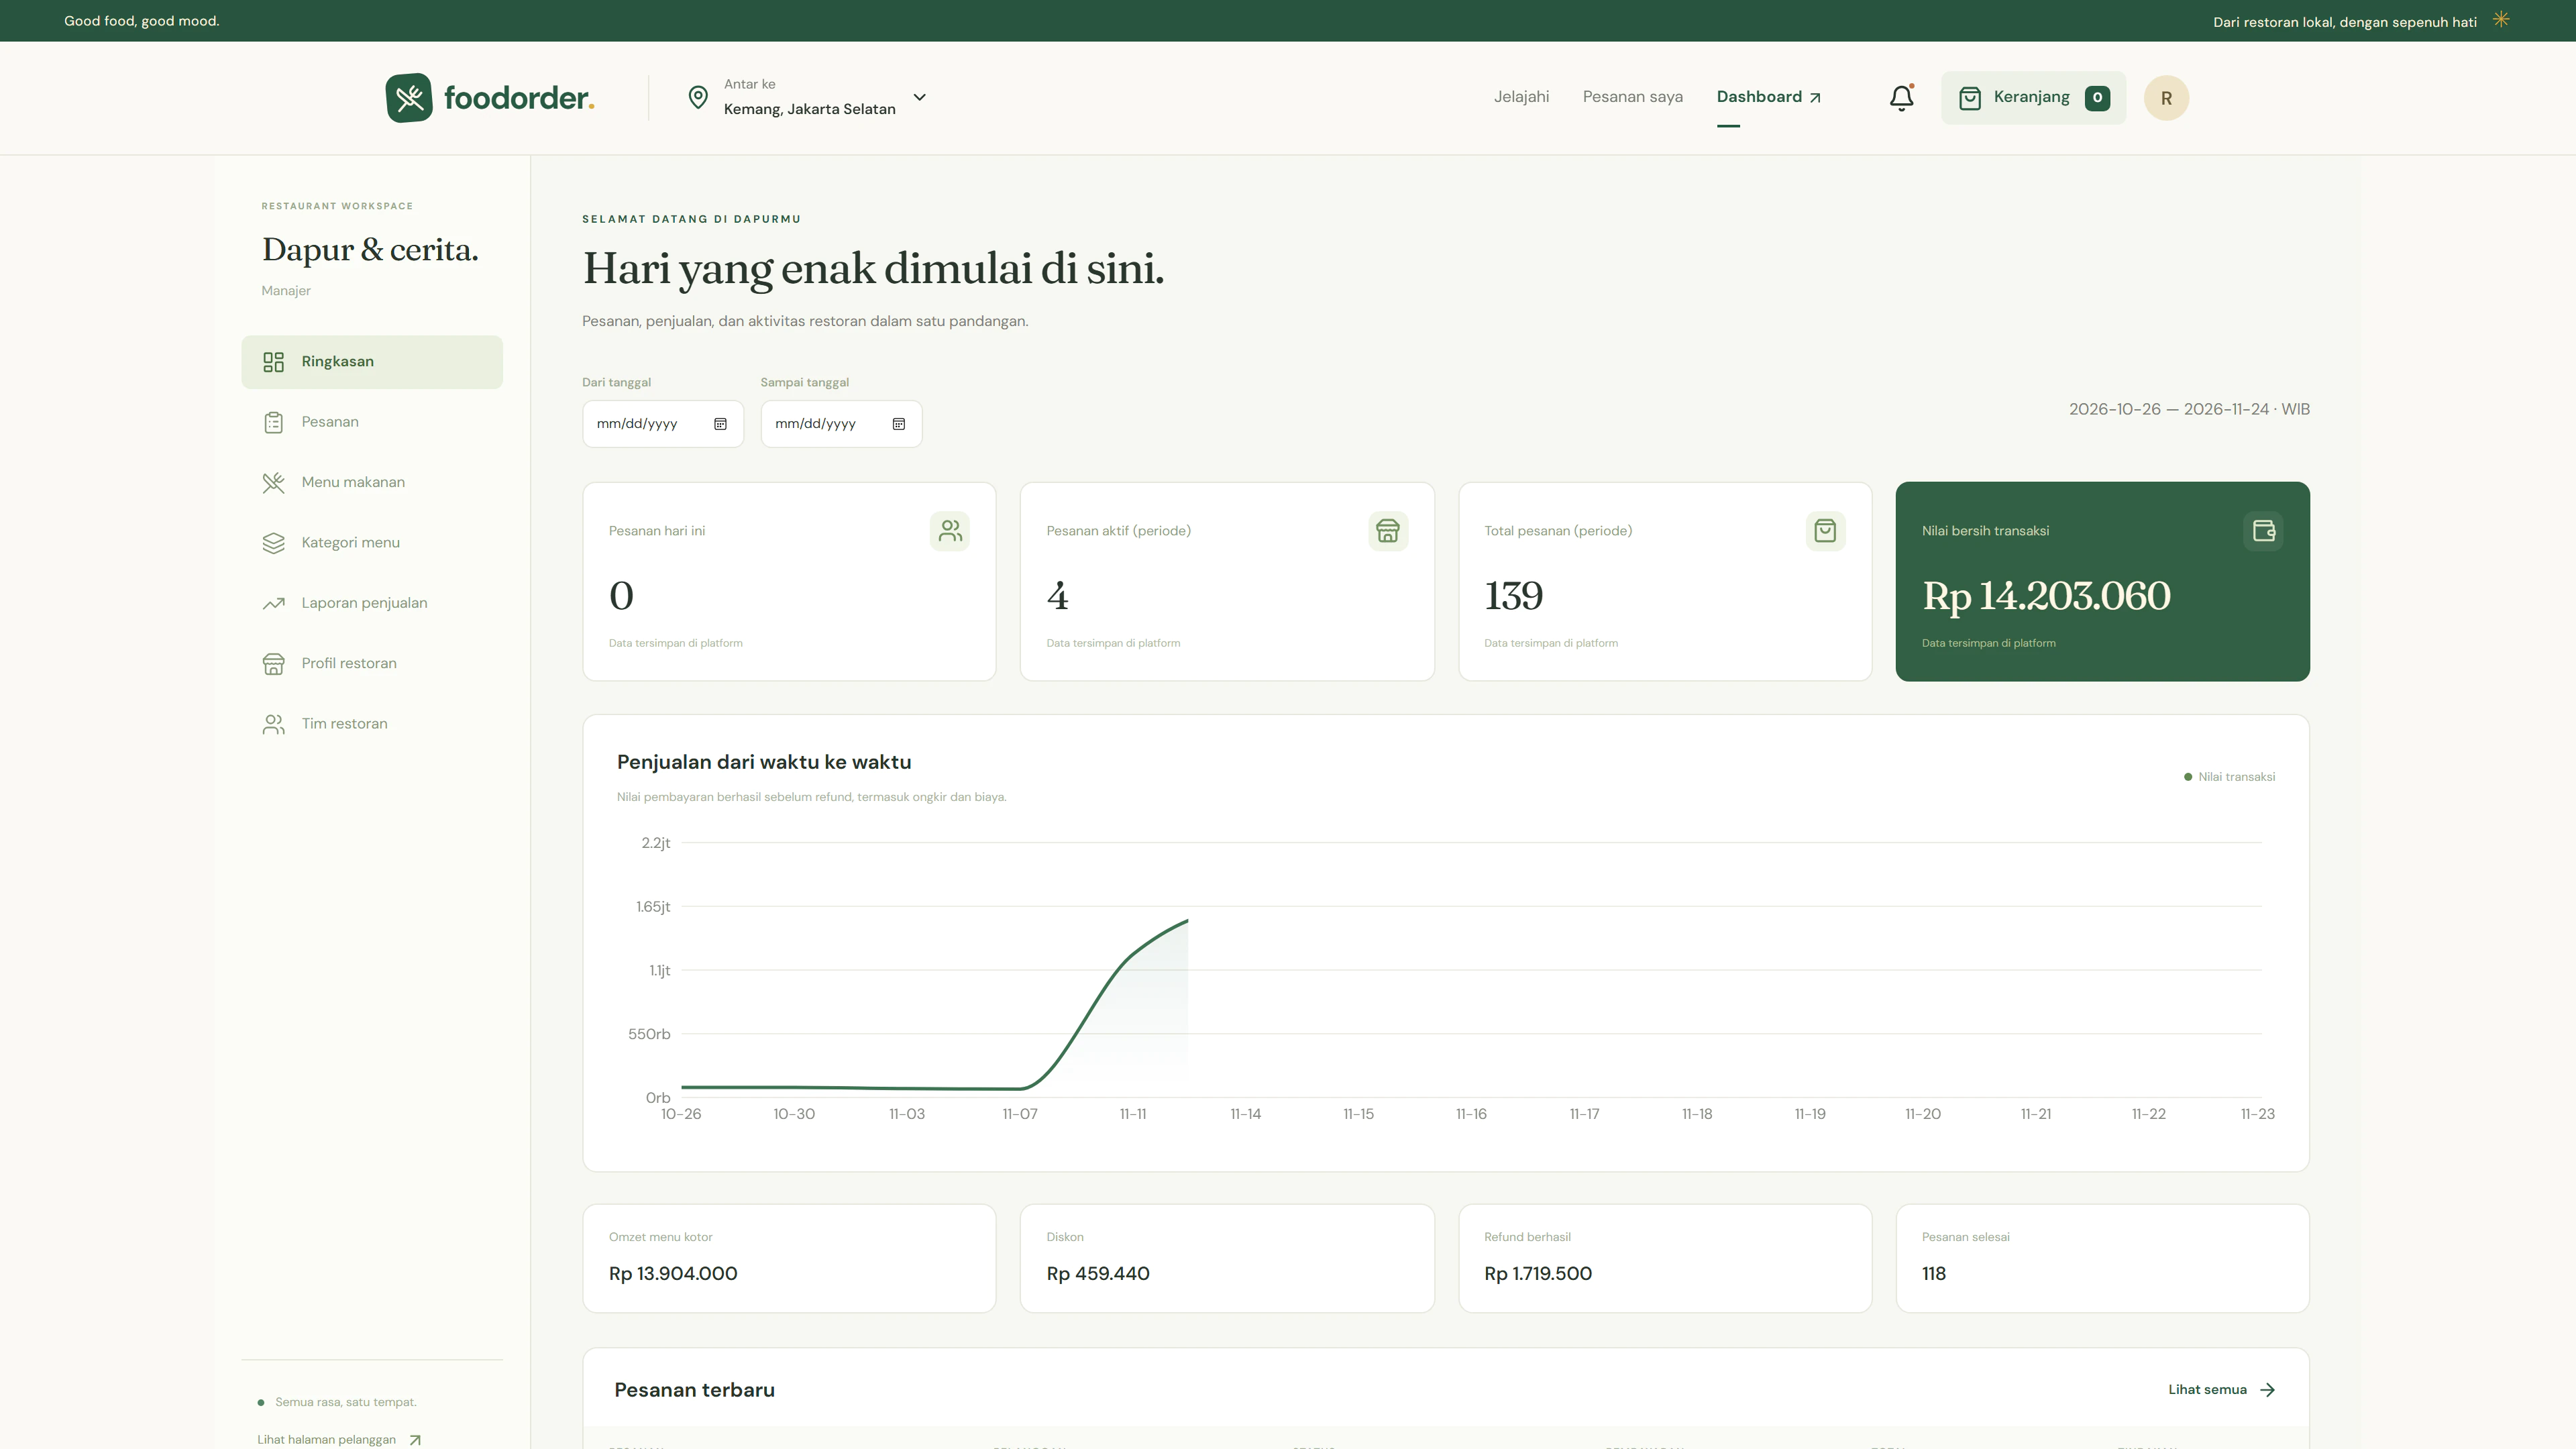 Good food, good mood.
Dari restoran lokal, dengan sepenuh hati
foodorder.
Antar ke
Kemang, Jakarta Selatan
Jelajahi
Pesanan saya
Dashboard
Keranjang
0
R
RESTAURANT WORKSPACE
Dapur & cerita.
Manajer
Ringkasan
Pesanan
Menu makanan
Kategori menu
Laporan penjualan
Profil restoran
Tim restoran
Semua rasa, satu tempat.
Lihat halaman pelanggan
SELAMAT DATANG DI DAPURMU
Hari yang enak dimulai di sini.
Pesanan, penjualan, dan aktivitas restoran dalam satu pandangan.
Dari tanggal
Sampai tanggal
mm/dd/yyyy
mm/dd/yyyy
2026-10-26 — 2026-11-24 · WIB
Pesanan hari ini
0
Data tersimpan di platform
Pesanan aktif (periode)
4
Data tersimpan di platform
Total pesanan (periode)
139
Data tersimpan di platform
Nilai bersih transaksi
Rp 14.203.060
Data tersimpan di platform
Penjualan dari waktu ke waktu
Nilai pembayaran berhasil sebelum refund, termasuk ongkir dan biaya.
Nilai transaksi
2.2jt
1.65jt
1.1jt
550rb
0rb
10-26 10-30 11-03 11-07 11-11 11-14 11-15 11-16 11-17 11-18 11-19 11-20 11-21 11-22 11-23
Omzet menu kotor
Rp 13.904.000
Diskon
Rp 459.440
Refund berhasil
Rp 1.719.500
Pesanan selesai
118
Pesanan terbaru
Lihat semua